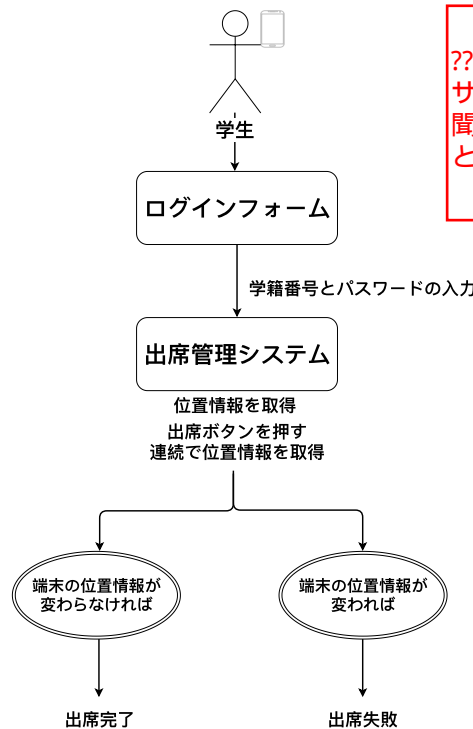 学生
??
サ
聞
と
ログインフォーム
学籍番号とパスワードの入力
出席管理システム
位置情報を取得
出席ボタンを押す
連続で位置情報を取得
端末の位置情報が
変わらなければ
端末の位置情報が
変われば
出席完了
出席失敗